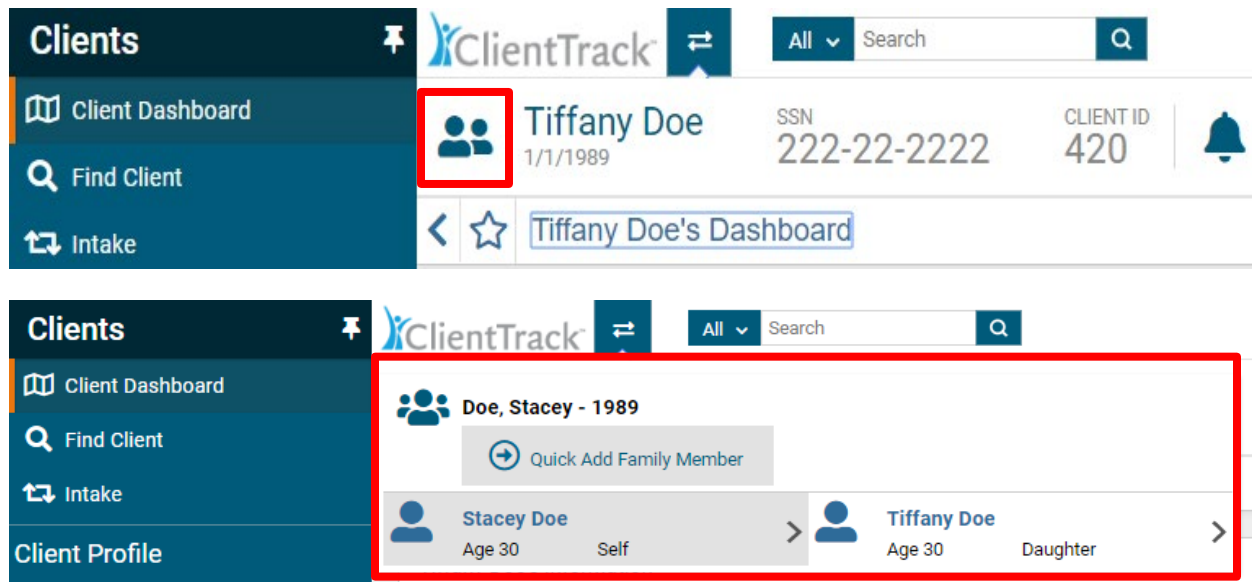 Clients
ClientTrack
All
Search
Client Dashboard
Find Client
Intake
Tiffany Doe
1/1/1989
SSN
222-22-2222
CLIENT ID
420
Tiffany Doe's Dashboard
Clients
ClientTrack
All
Search
Client Dashboard
Find Client
Intake
Client Profile
Doe, Stacey - 1989
Quick Add Family Member
Stacey Doe
Age 30 Self
Tiffany Doe
Age 30 Daughter